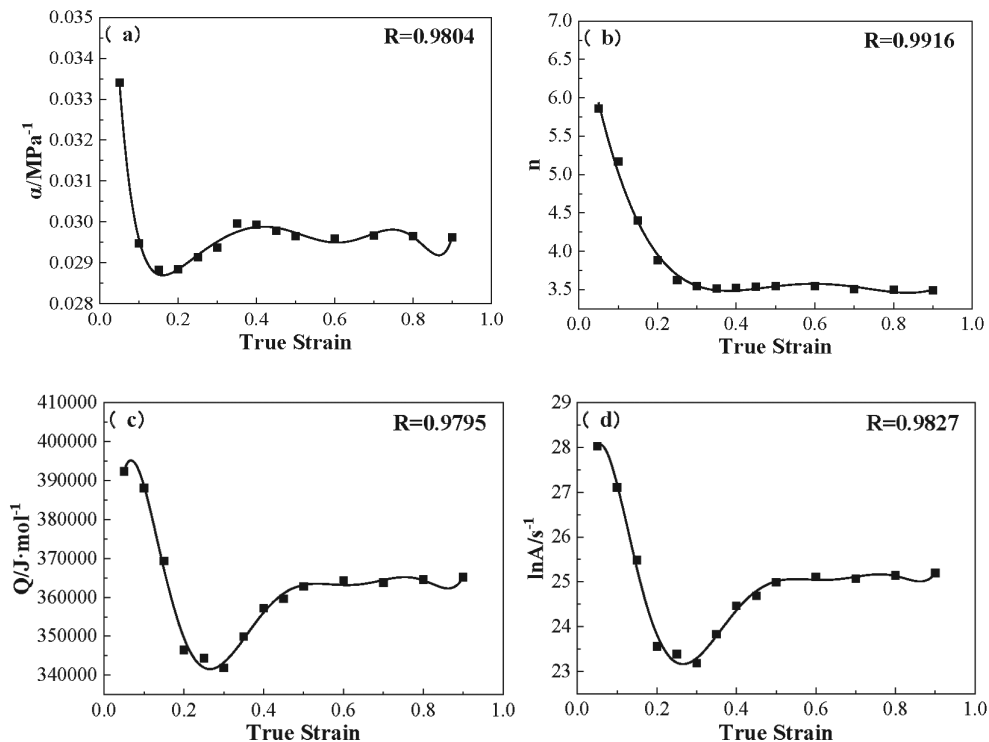 ( a )
R=0.9804
α/MPa⁻¹
0.035
0.034
0.033
0.032
0.031
0.030
0.029
0.028
0.0 0.2 0.4 0.6 0.8 1.0
True Strain
( b )
R=0.9916
n
7.0
6.5
6.0
5.5
5.0
4.5
4.0
3.5
0.0 0.2 0.4 0.6 0.8 1.0
True Strain
( c )
R=0.9795
Q/J·mol⁻¹
410000
400000
390000
380000
370000
360000
350000
340000
0.0 0.2 0.4 0.6 0.8 1.0
True Strain
( d )
R=0.9827
lnA/s⁻¹
29
28
27
26
25
24
23
22
0.0 0.2 0.4 0.6 0.8 1.0
True Strain